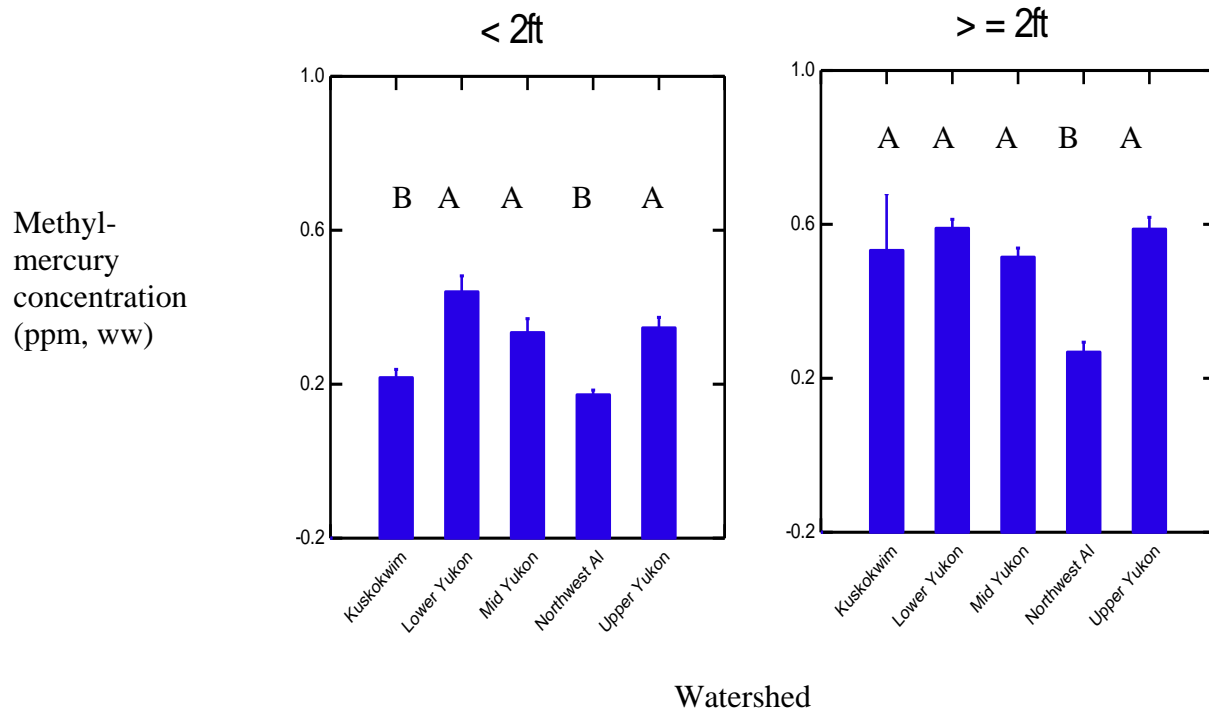 < 2ft
1.0
B A A B A
0.6
0.2
-0.2
Kuskokwim
Lower Yukon
Mid Yukon
Northwest Al
Upper Yukon
> = 2ft
1.0
A A A B A
0.6
0.2
-0.2
Kuskokwim
Lower Yukon
Mid Yukon
Northwest Al
Upper Yukon
Methyl-
mercury
concentration
(ppm, ww)
Watershed